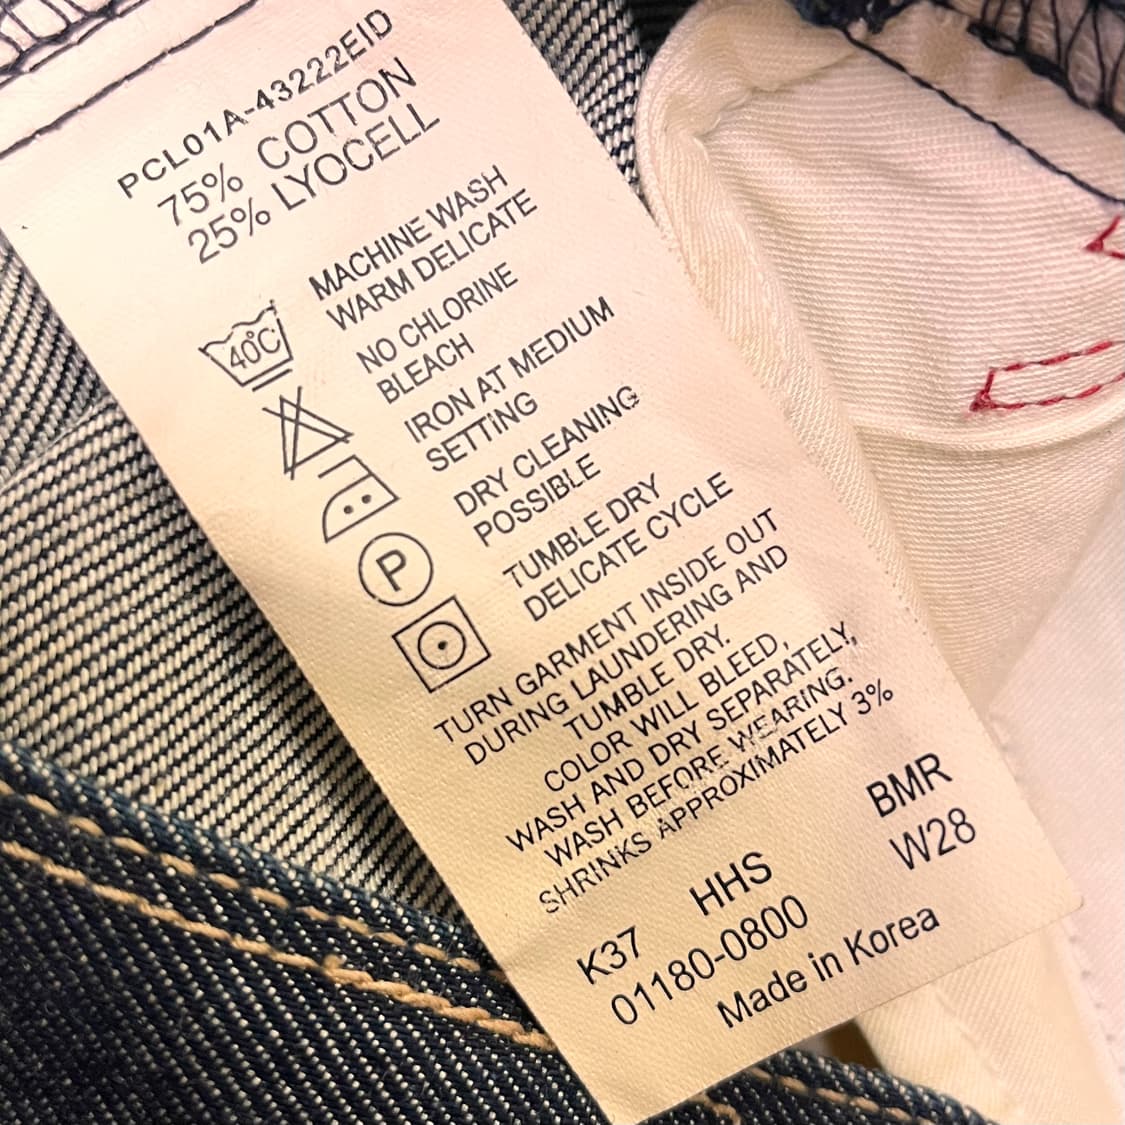 PCL01A-43222EID
75% COTTON
25% LYOCELL
40°C
MACHINE WASH
WARM DELICATE
NO CHLORINE
BLEACH
IRON AT MEDIUM
SETTING
P
DRY CLEANING
POSSIBLE
TUMBLE DRY
DELICATE CYCLE
TURN GARMENT INSIDE OUT
DURING LAUNDERING AND
TUMBLE DRY.
COLOR WILL BLEED,
WASH AND DRY SEPARATELY,
WASH BEFORE WEARING.
SHRINKS APPROXIMATELY 3%
BMR
W28
K37 HHS
01180-0800
Made in Korea